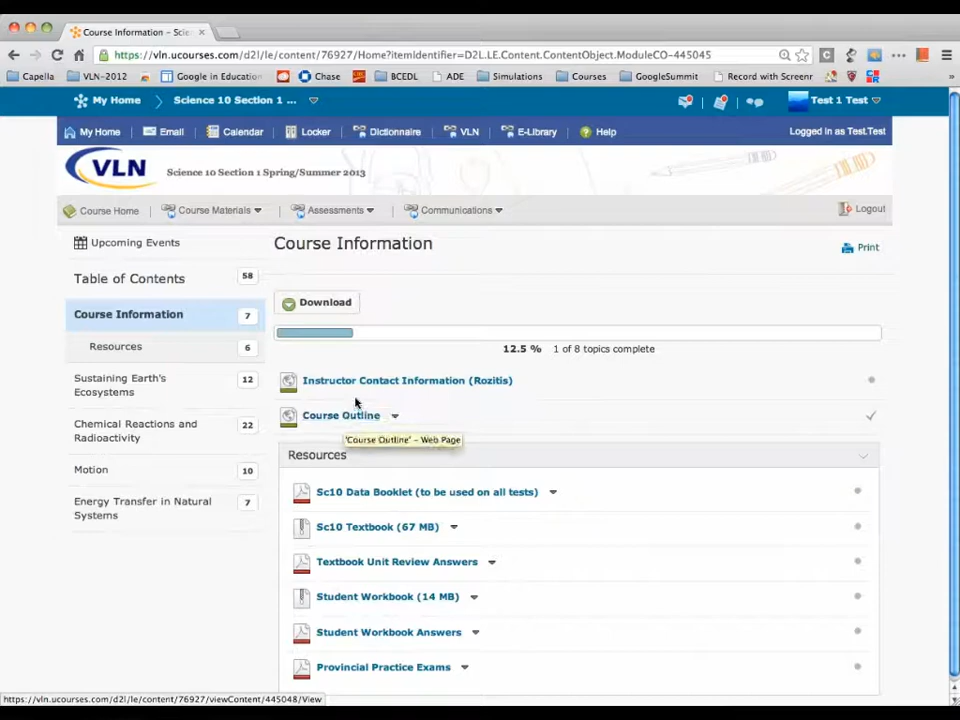 Course Information – Scie
https://vln.ucourses.com/d2l/le/content/76927/Home?itemIdentifier=D2L.LE.Content.ContentObject.ModuleCO-445045
Capella VLN-2012 Google in Education Chase BCEDL ADE Simulations Courses GoogleSummit Record with Screenr
My Home Science 10 Section 1 ... Test 1 Test
My Home Email Calendar Locker Dictionnaire VLN E-Library Help Logged in as Test.Test
VLN Science 10 Section 1 Spring/Summer 2013
Course Home Course Materials Assessments Communications Logout
Upcoming Events
Table of Contents 58
Course Information 7
Resources 6
Sustaining Earth's
Ecosystems 12
Chemical Reactions and
Radioactivity 22
Motion 10
Energy Transfer in Natural
Systems 7
Course Information
Print
Download
12.5 % 1 of 8 topics complete
Instructor Contact Information (Rozitis)
Course Outline
'Course Outline' – Web Page
Resources
Sc10 Data Booklet (to be used on all tests)
Sc10 Textbook (67 MB)
Textbook Unit Review Answers
Student Workbook (14 MB)
Student Workbook Answers
Provincial Practice Exams
https://vln.ucourses.com/d2l/le/content/76927/viewContent/445048/View